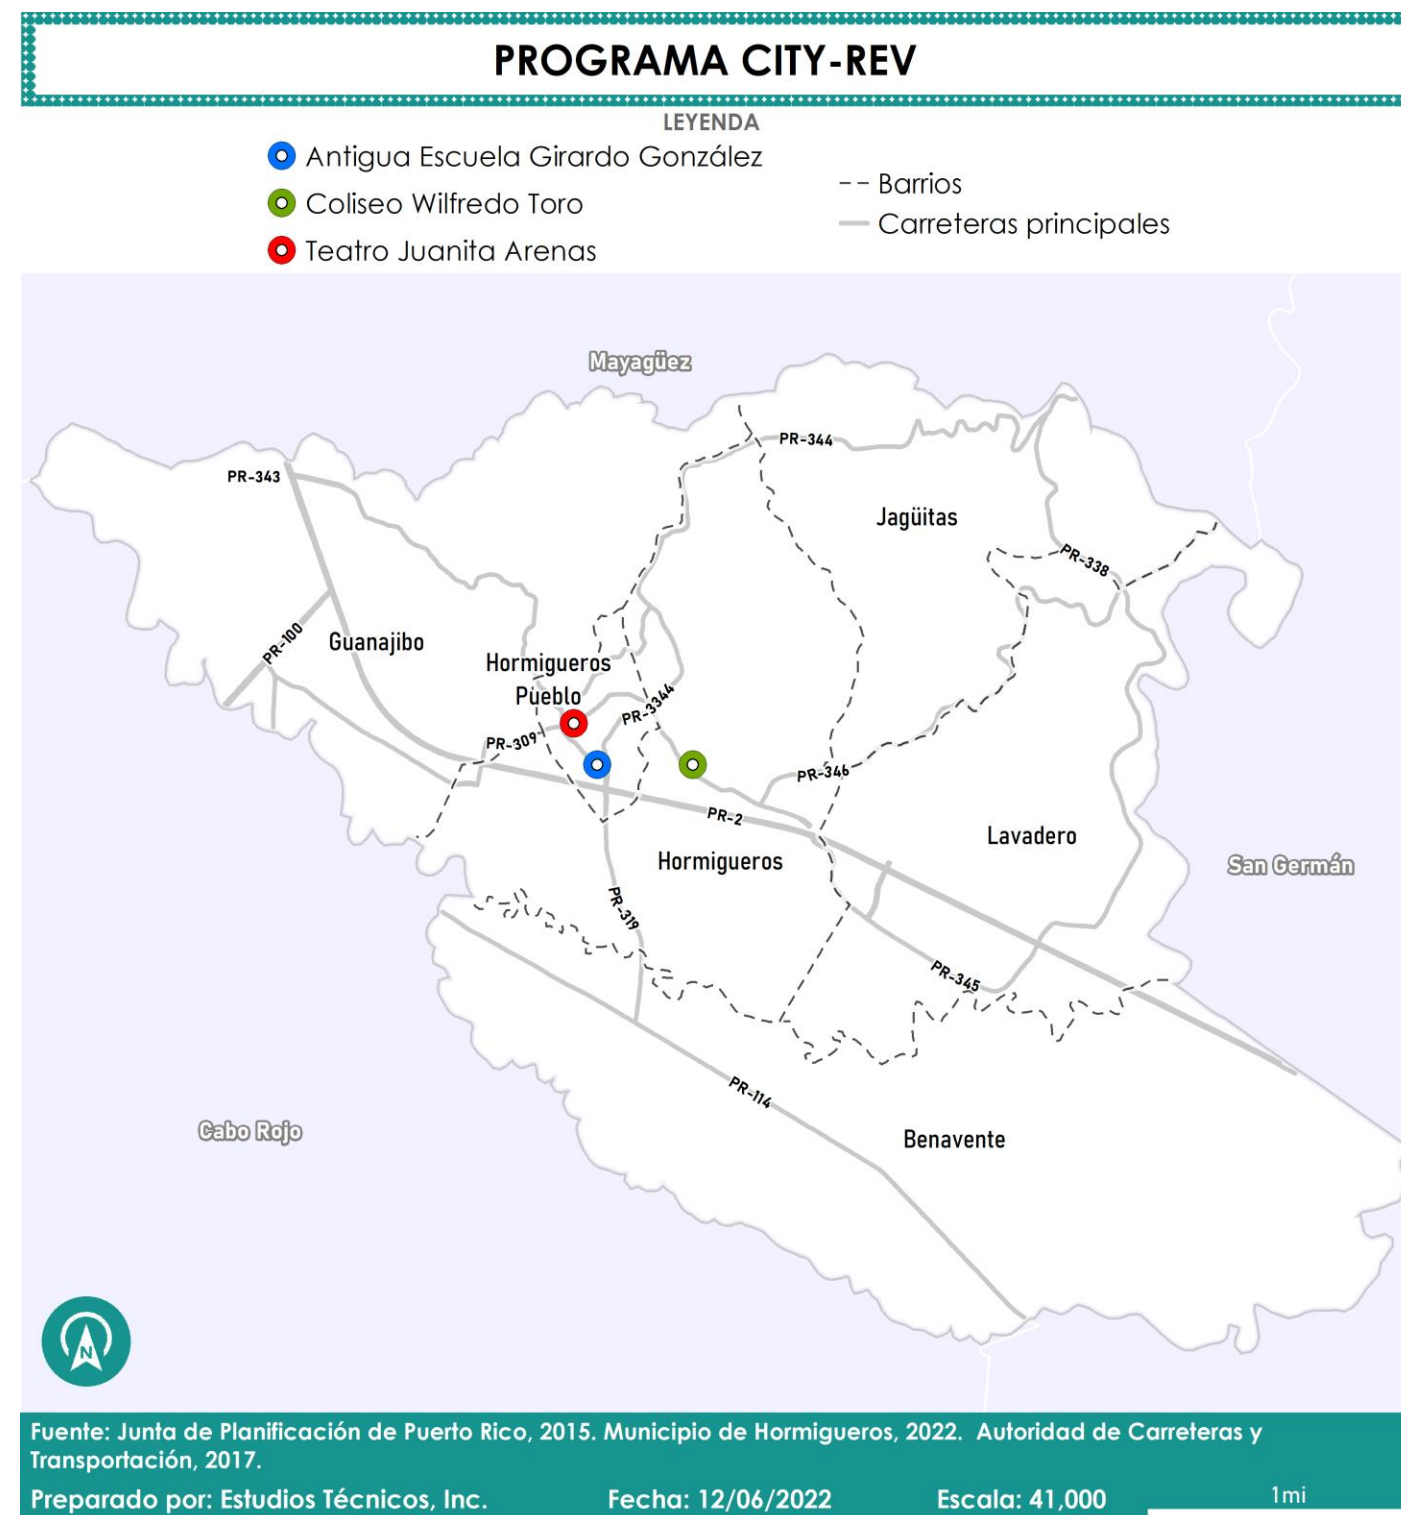 PROGRAMA CITY-REV
LEYENDA
Antigua Escuela Girardo González
Coliseo Wilfredo Toro
Teatro Juanita Arenas
Barrios
Carreteras principales
Mayagüez
PR-344
PR-343
Jagüitas
PR-338
PR-100
Guanajibo
Hormigueros
Pueblo
PR-3344
PR-309
PR-346
PR-2
Lavadero
Hormigueros
San Germán
PR-319
PR-345
PR-114
Cabo Rojo
Benavente
N
Fuente: Junta de Planificación de Puerto Rico, 2015. Municipio de Hormigueros, 2022. Autoridad de Carreteras y
Transportación, 2017.
Preparado por: Estudios Técnicos, Inc. Fecha: 12/06/2022 Escala: 41,000 1mi